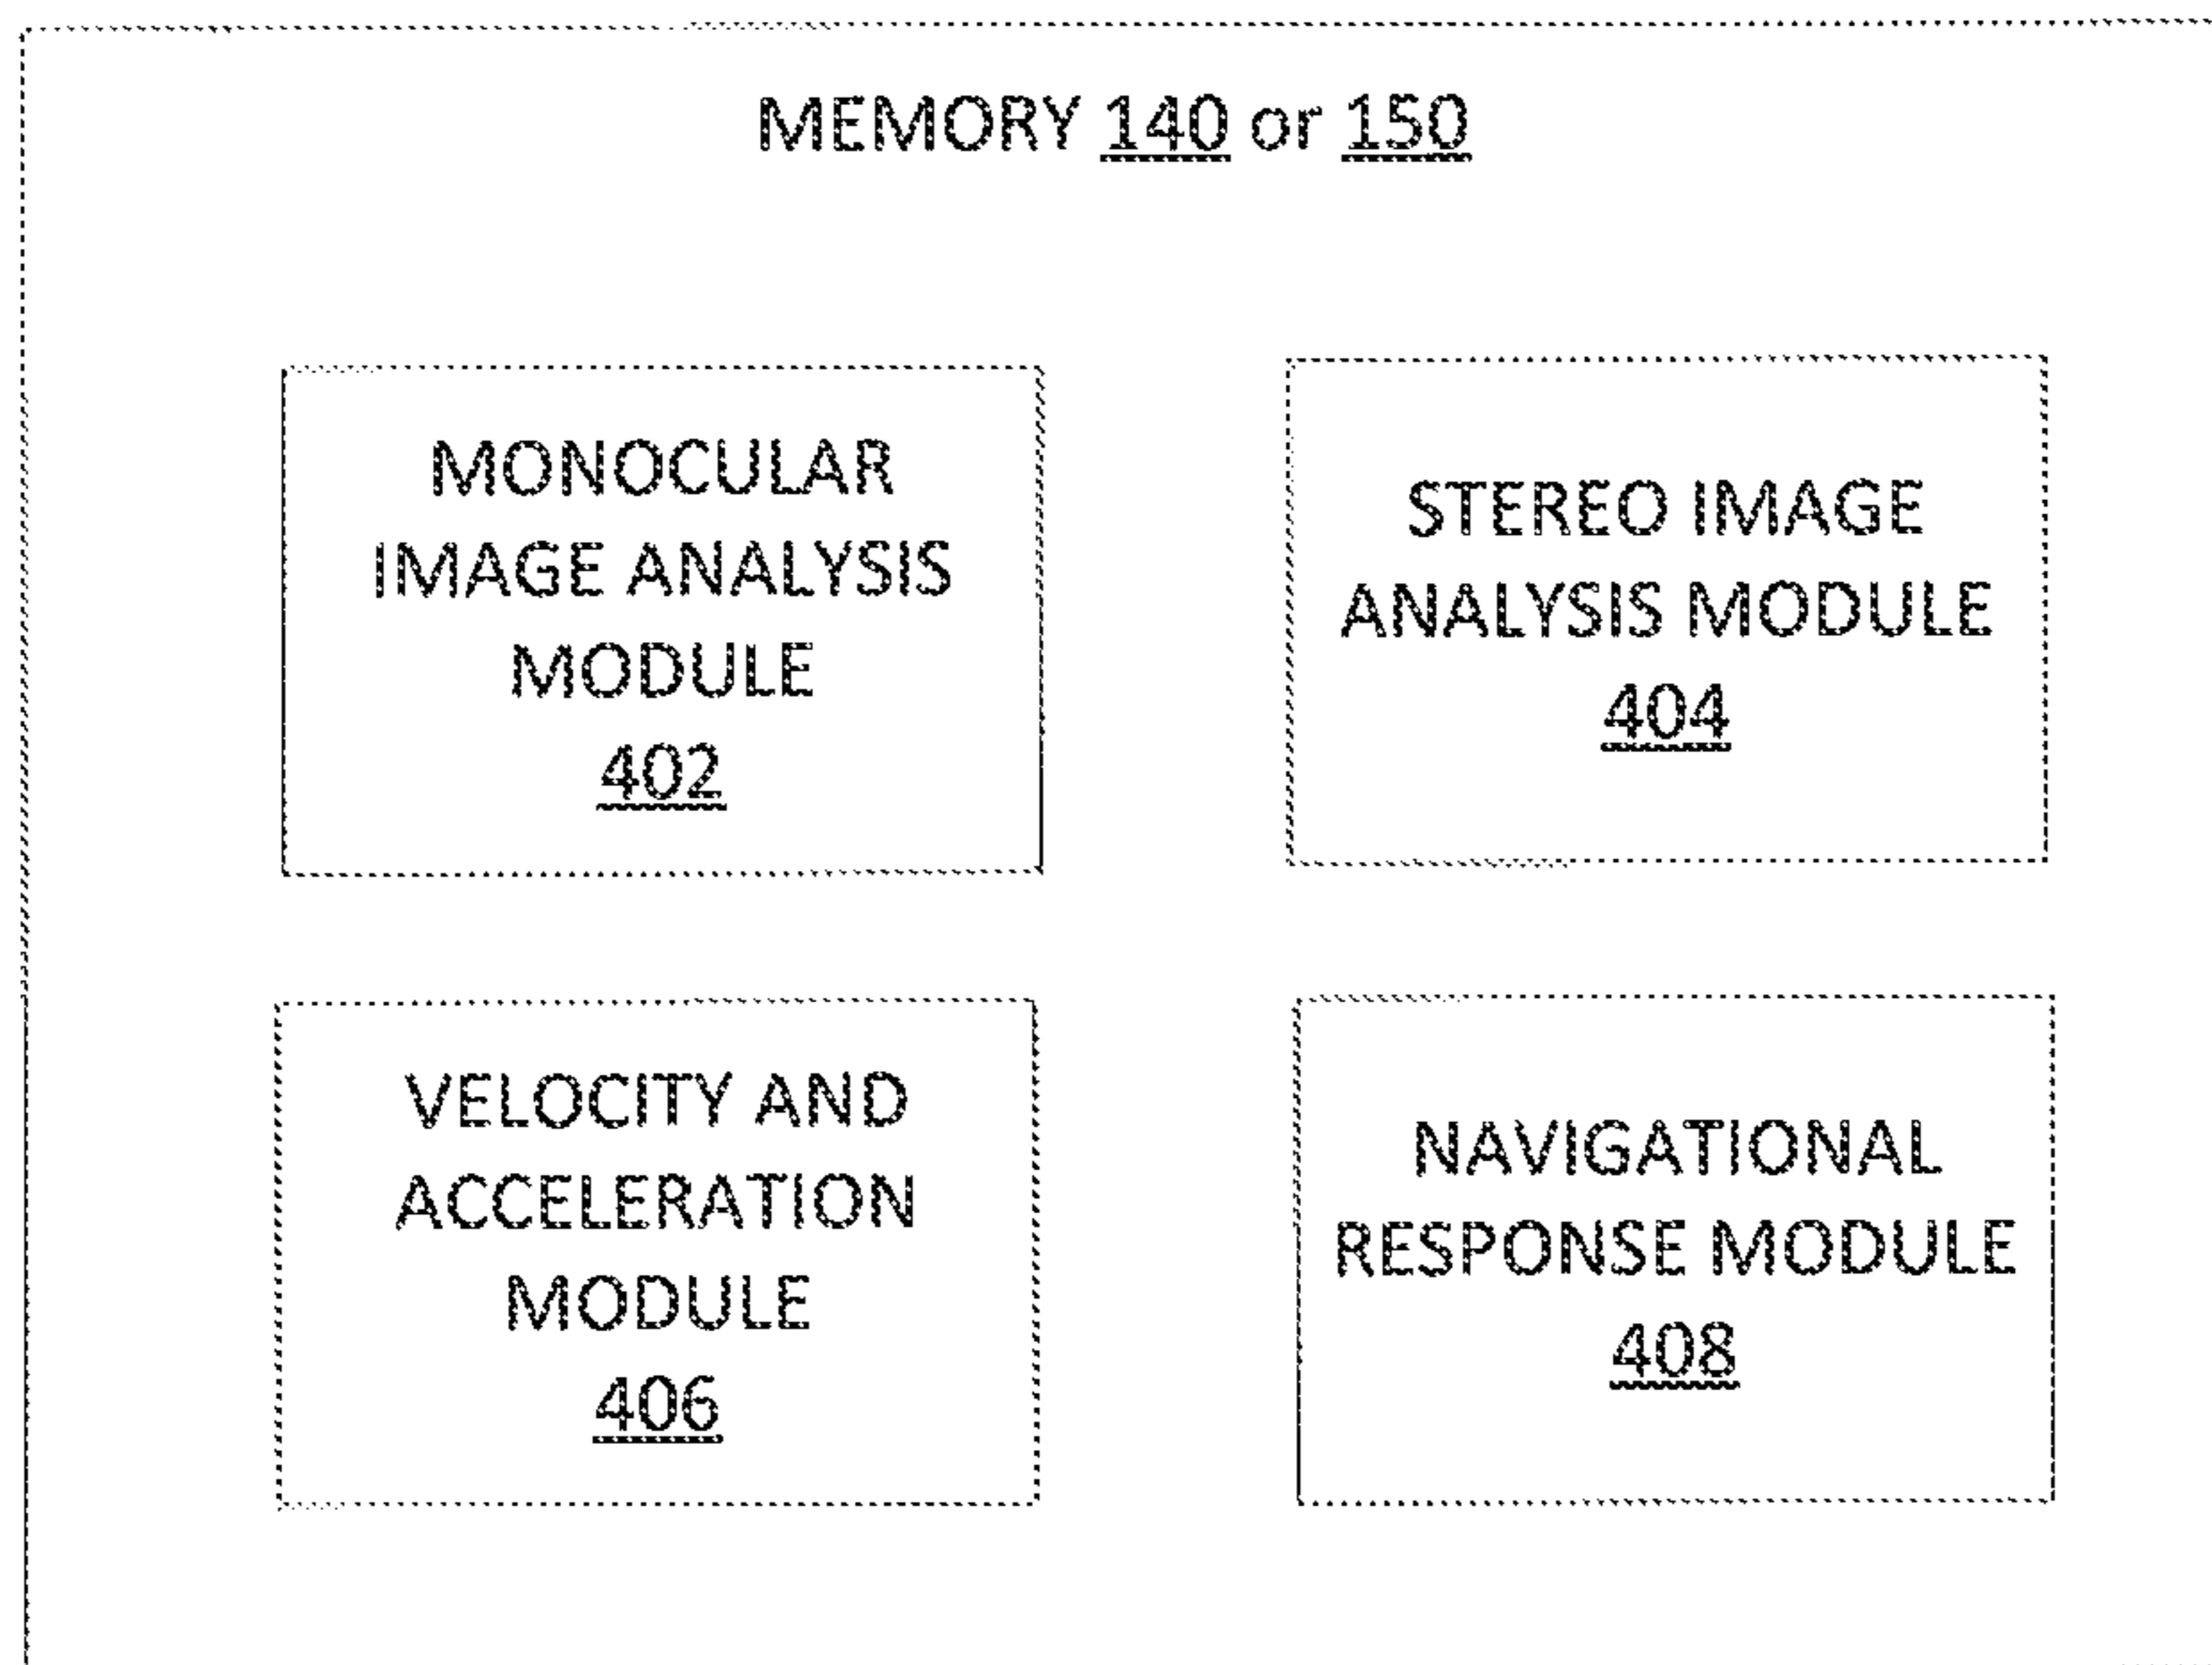 MEMORY 140 or 150
MONOCULAR
IMAGE ANALYSIS
MODULE
402
STEREO IMAGE
ANALYSIS MODULE
404
VELOCITY AND
ACCELERATION
MODULE
406
NAVIGATIONAL
RESPONSE MODULE
408